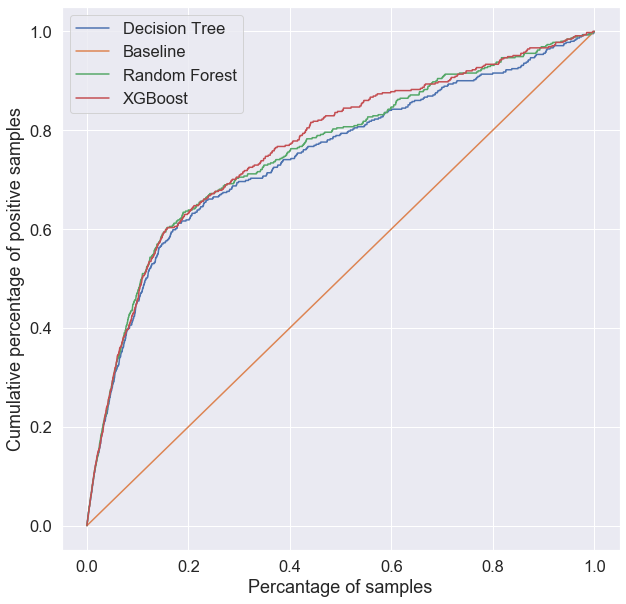 Decision Tree
Baseline
Random Forest
XGBoost
Cumulative percentage of positive samples
1.0
0.8
0.6
0.4
0.2
0.0
0.0 0.2 0.4 0.6 0.8 1.0
Percantage of samples